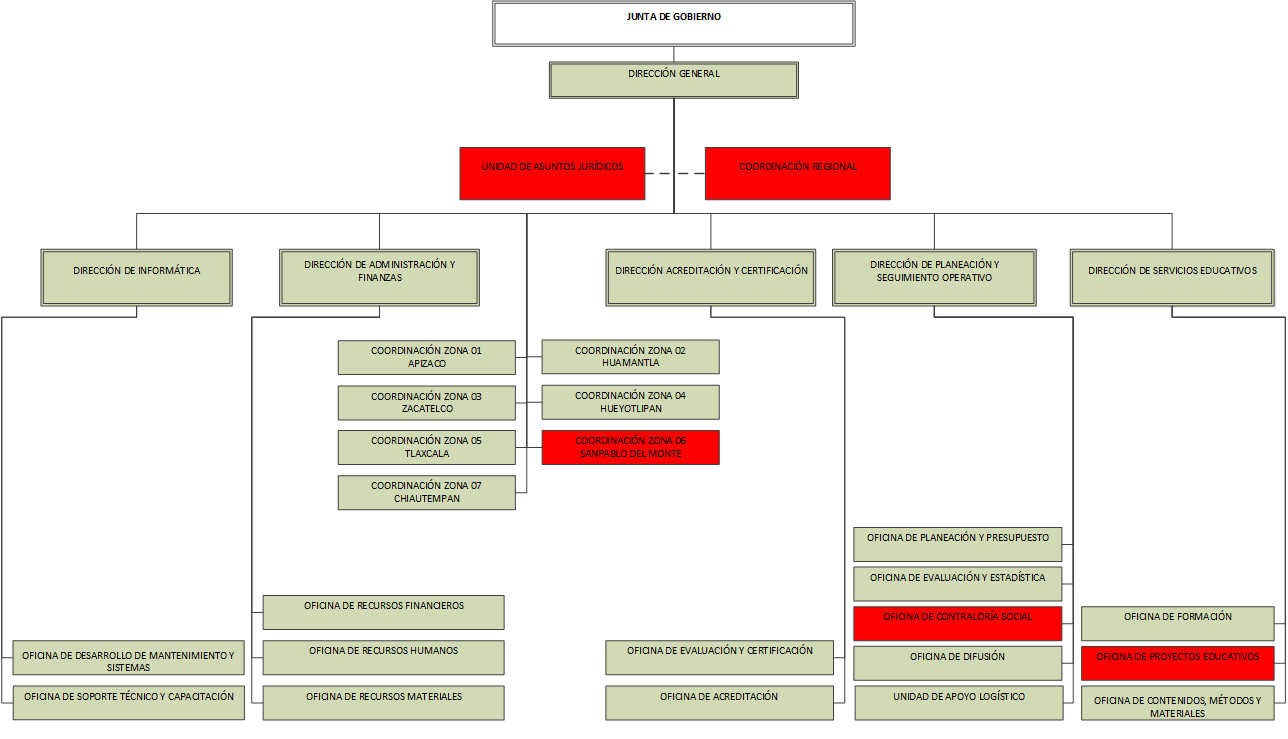 JUNTA DE GOBIERNO
DIRECCIÓN GENERAL
UNIDAD DE ASUNTOS JURÍDICOS
COORDINACIÓN REGIONAL
DIRECCIÓN DE INFORMÁTICA
DIRECCIÓN DE ADMINISTRACIÓN Y
FINANZAS
DIRECCIÓN ACREDITACIÓN Y CERTIFICACIÓN
DIRECCIÓN DE PLANEACIÓN Y
SEGUIMIENTO OPERATIVO
DIRECCIÓN DE SERVICIOS EDUCATIVOS
COORDINACIÓN ZONA 01
APIZACO
COORDINACIÓN ZONA 02
HUAMANTLA
COORDINACIÓN ZONA 03
ZACATELCO
COORDINACIÓN ZONA 04
HUEYOTLIPAN
COORDINACIÓN ZONA 05
TLAXCALA
COORDINACIÓN ZONA 06
SANPABLO DEL MONTE
COORDINACIÓN ZONA 07
CHIAUTEMPAN
OFICINA DE DESARROLLO DE MANTENIMIENTO Y
SISTEMAS
OFICINA DE SOPORTE TÉCNICO Y CAPACITACIÓN
OFICINA DE RECURSOS FINANCIEROS
OFICINA DE RECURSOS HUMANOS
OFICINA DE RECURSOS MATERIALES
OFICINA DE EVALUACIÓN Y CERTIFICACIÓN
OFICINA DE ACREDITACIÓN
OFICINA DE PLANEACIÓN Y PRESUPUESTO
OFICINA DE EVALUACIÓN Y ESTADÍSTICA
OFICINA DE CONTRALORÍA SOCIAL
OFICINA DE DIFUSIÓN
UNIDAD DE APOYO LOGÍSTICO
OFICINA DE FORMACIÓN
OFICINA DE PROYECTOS EDUCATIVOS
OFICINA DE CONTENIDOS, MÉTODOS Y
MATERIALES